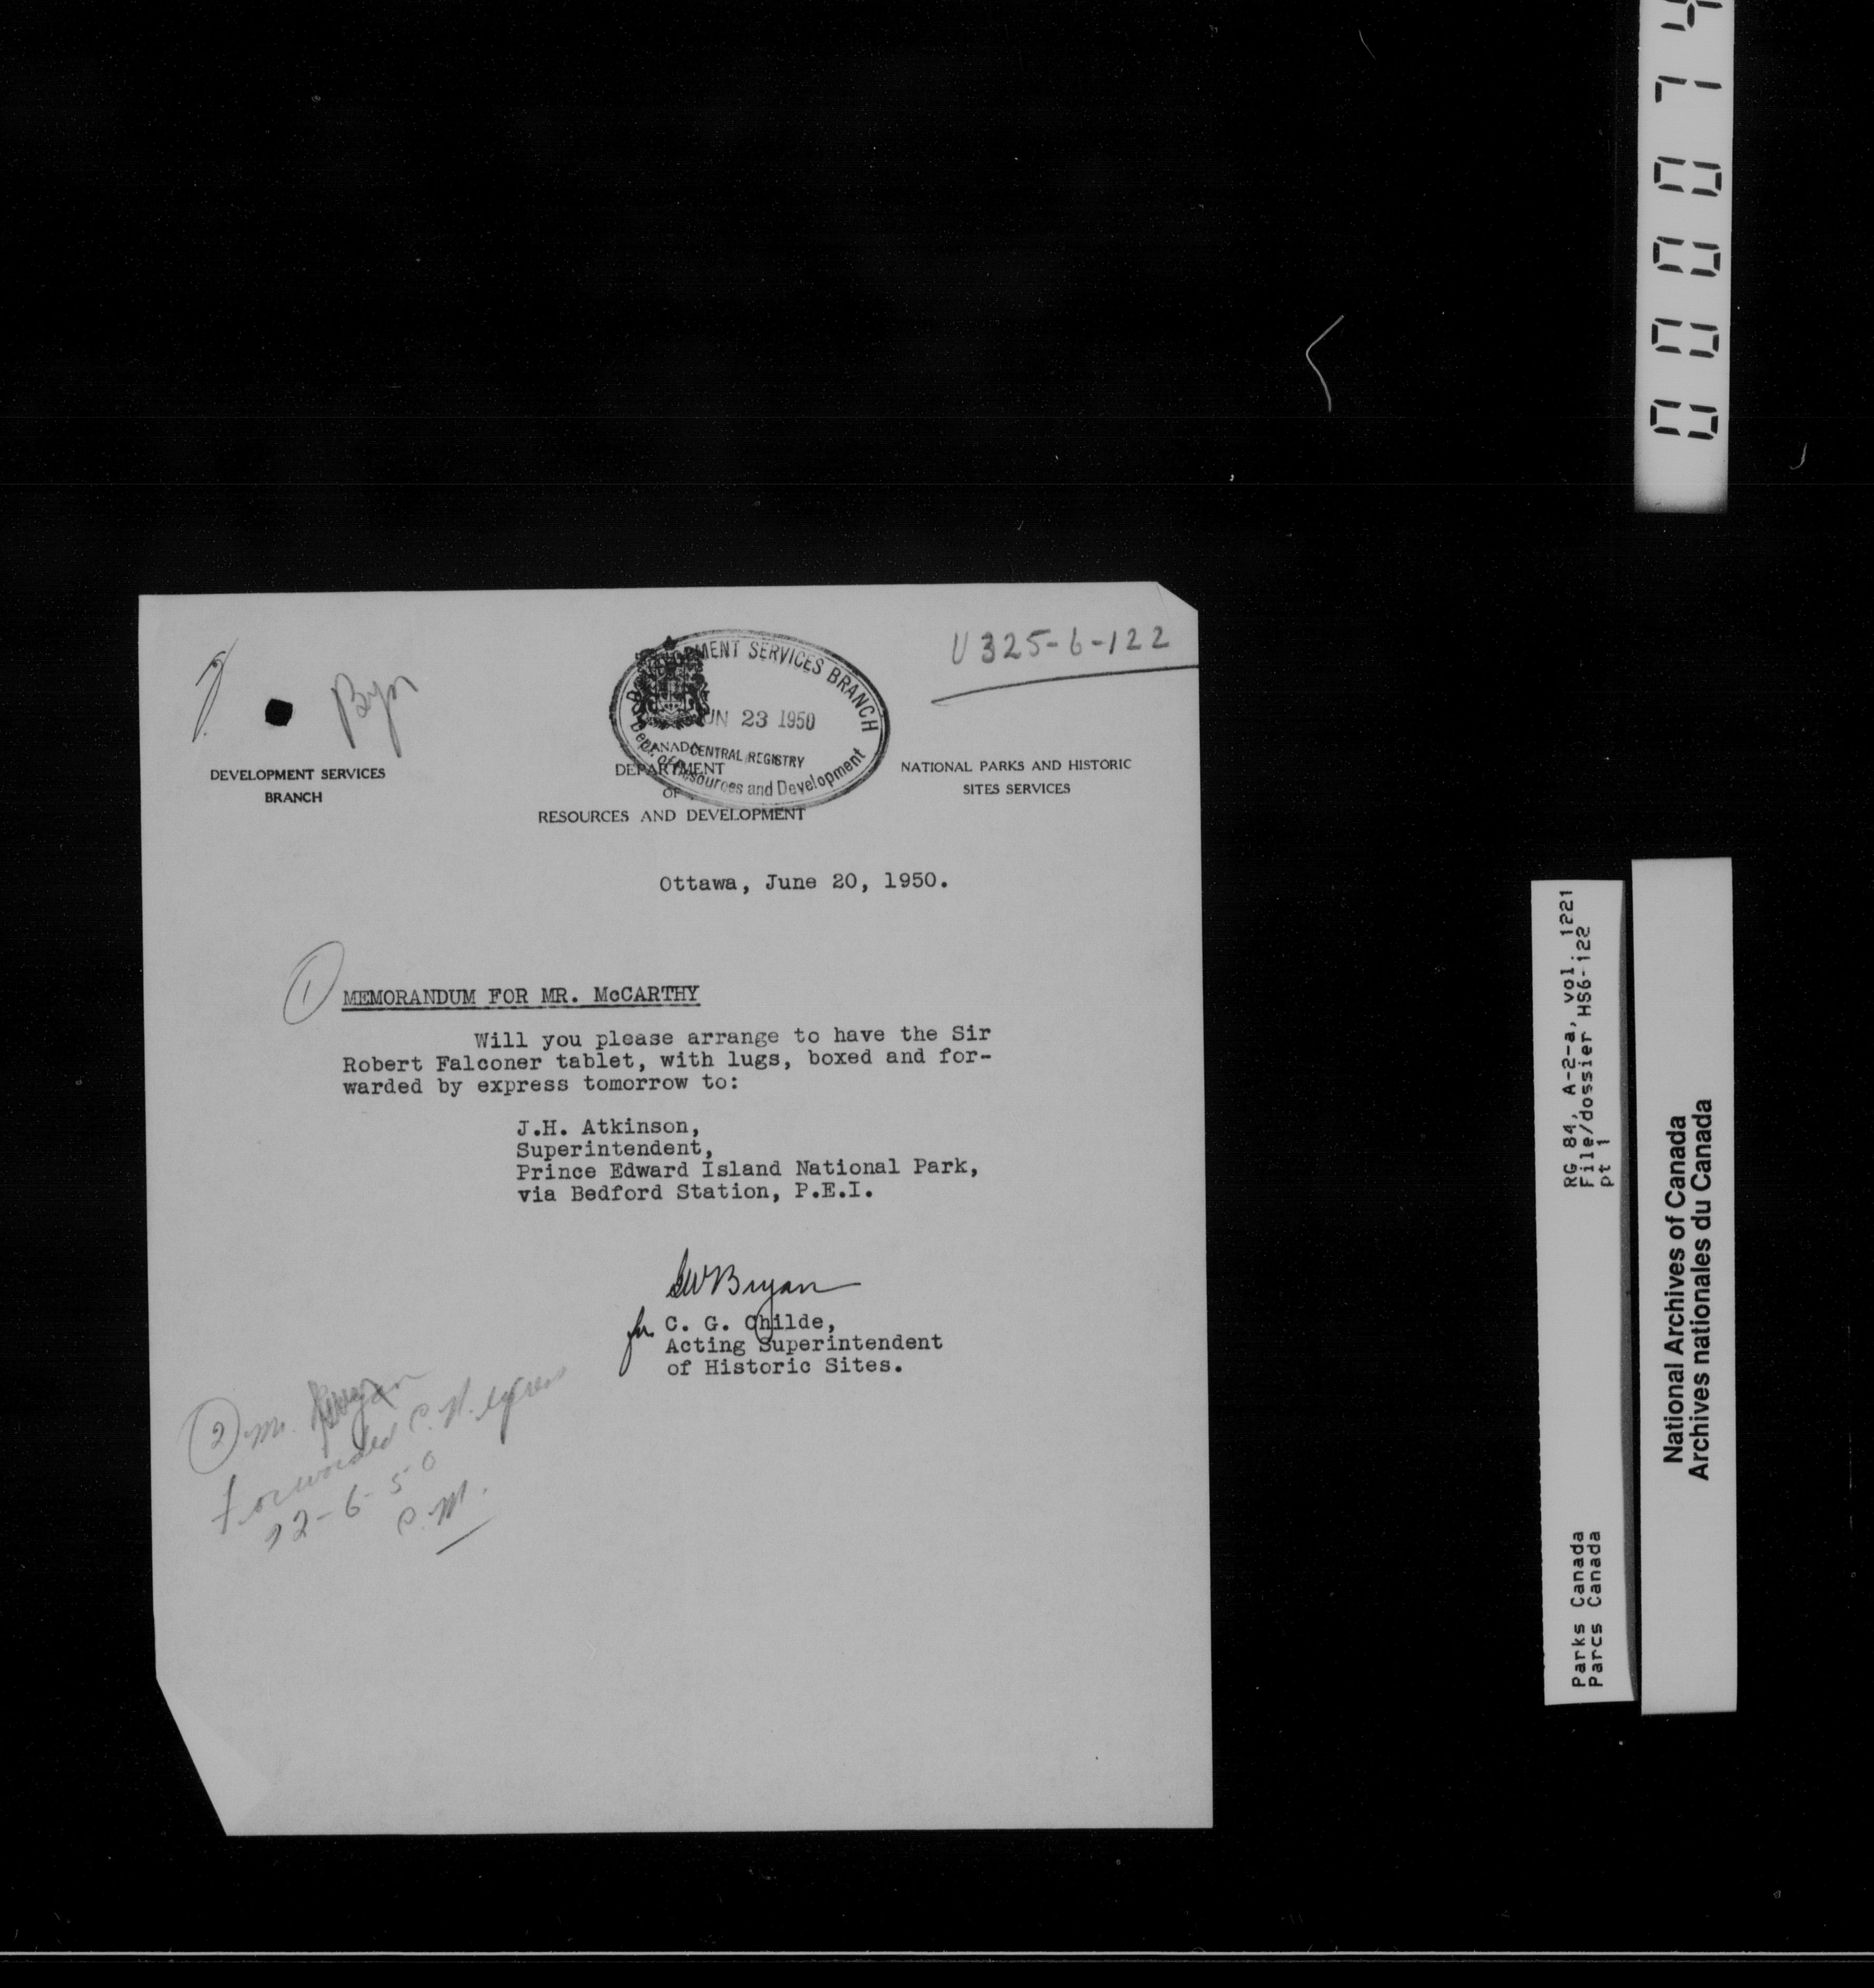 U 325-6-122
DEVELOPMENT SERVICES BRANCH
JUN 23 1950
CENTRAL REGISTRY
Dept. of Resources and Development
DEVELOPMENT SERVICES
BRANCH
CANADA
DEPARTMENT
OF
RESOURCES AND DEVELOPMENT
NATIONAL PARKS AND HISTORIC
SITES SERVICES
Ottawa, June 20, 1950.
1
MEMORANDUM FOR MR. McCARTHY
Will you please arrange to have the Sir
Robert Falconer tablet, with lugs, boxed and for-
warded by express tomorrow to:
J.H. Atkinson,
Superintendent,
Prince Edward Island National Park,
via Bedford Station, P.E.I.
Bryan
for C. G. Childe,
Acting Superintendent
of Historic Sites.
2 Mr. Bryan
Forwarded C.N. express
22-6-50
C.M.
RG 84, A-2-a, vol. 1221
File/dossier HS6-122
pt 1
Parks Canada
Parcs Canada
National Archives of Canada
Archives nationales du Canada